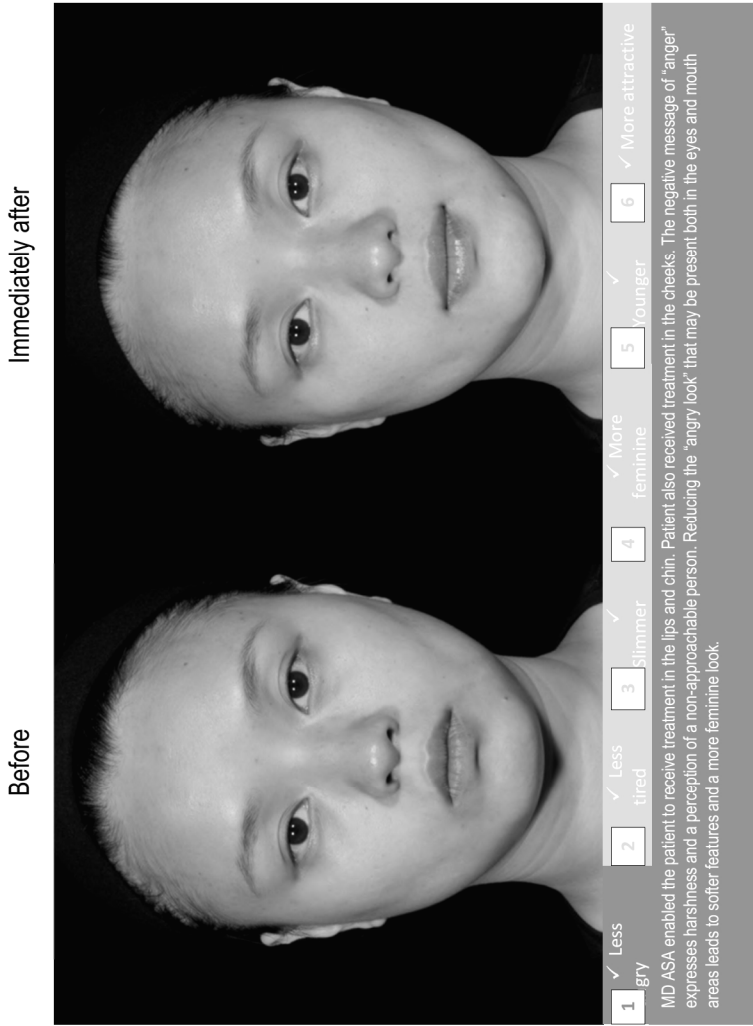 Before
Immediately after
1
✓ Less
gry
2
✓ Less
tired
3
✓
Slimmer
4
✓ More
feminine
5
✓
Younger
6
✓ More attractive
MD ASA enabled the patient to receive treatment in the lips and chin. Patient also received treatment in the cheeks. The negative message of “anger”
expresses harshness and a perception of a non-approachable person. Reducing the “angry look” that may be present both in the eyes and mouth
areas leads to softer features and a more feminine look.